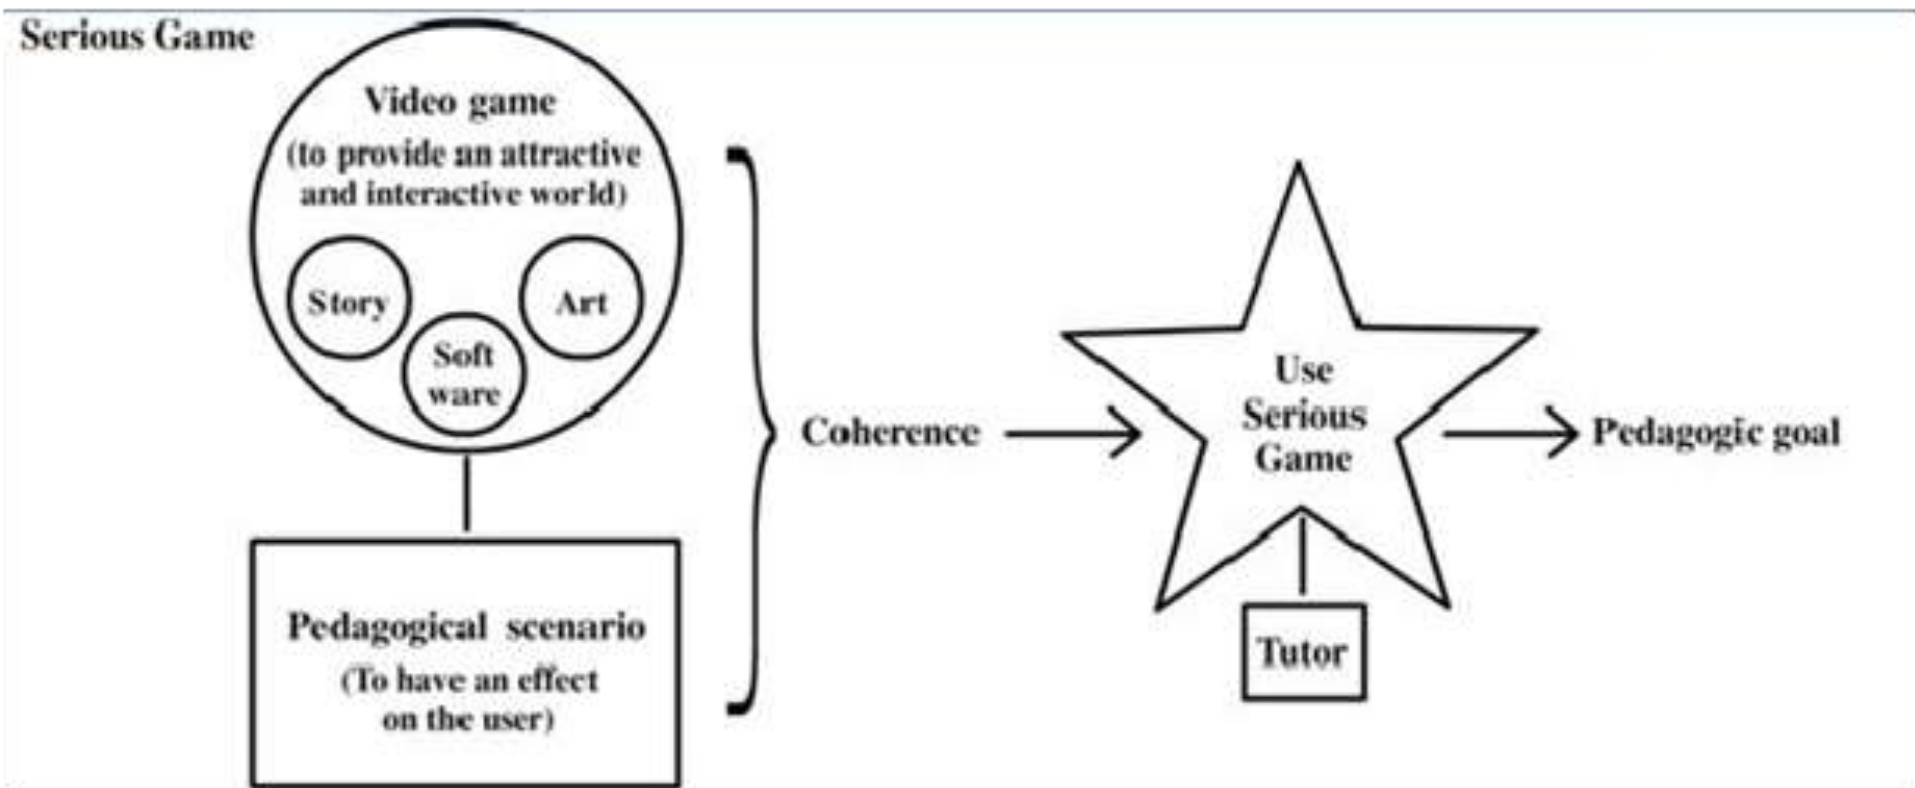 Serious Game
Video game
(to provide an attractive
and interactive world)
Story
Art
Soft
ware
Pedagogical scenario
(To have an effect
on the user)
Coherence
Use
Serious
Game
Tutor
Pedagogic goal